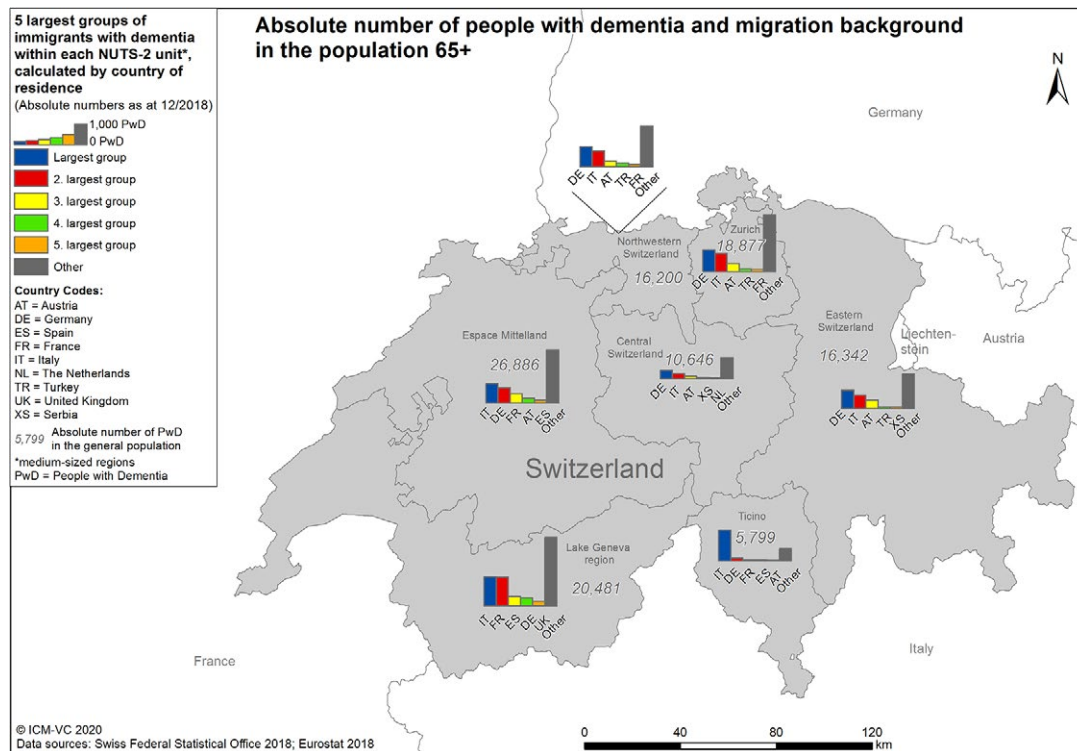 5 largest groups of
immigrants with dementia
within each NUTS-2 unit*,
calculated by country of
residence
(Absolute numbers as at 12/2018)
1,000 PwD
0 PwD
Largest group
2. largest group
3. largest group
4. largest group
5. largest group
Other
Country Codes:
AT = Austria
DE = Germany
ES = Spain
FR = France
IT = Italy
NL = The Netherlands
TR = Turkey
UK = United Kingdom
XS = Serbia
5,799 Absolute number of PwD
in the general population
*medium-sized regions
PwD = People with Dementia
Absolute number of people with dementia and migration background
in the population 65+
N
Germany
DE IT AT TR FR Other
Northwestern
Switzerland
16,200
Zurich
18,877
DE IT AT TR FR Other
Espace Mittelland
26,886
IT DE FR AT ES Other
Central
Switzerland
10,646
DE IT AT XS NL Other
Eastern
Switzerland
16,342
DE IT AT TR XS Other
Liechten-
stein
Austria
Switzerland
Lake Geneva
region
20,481
IT FR ES DE UK Other
Ticino
5,799
IT DE FR ES AT Other
France
Italy
© ICM-VC 2020
Data sources: Swiss Federal Statistical Office 2018; Eurostat 2018
0 40 80 120
km